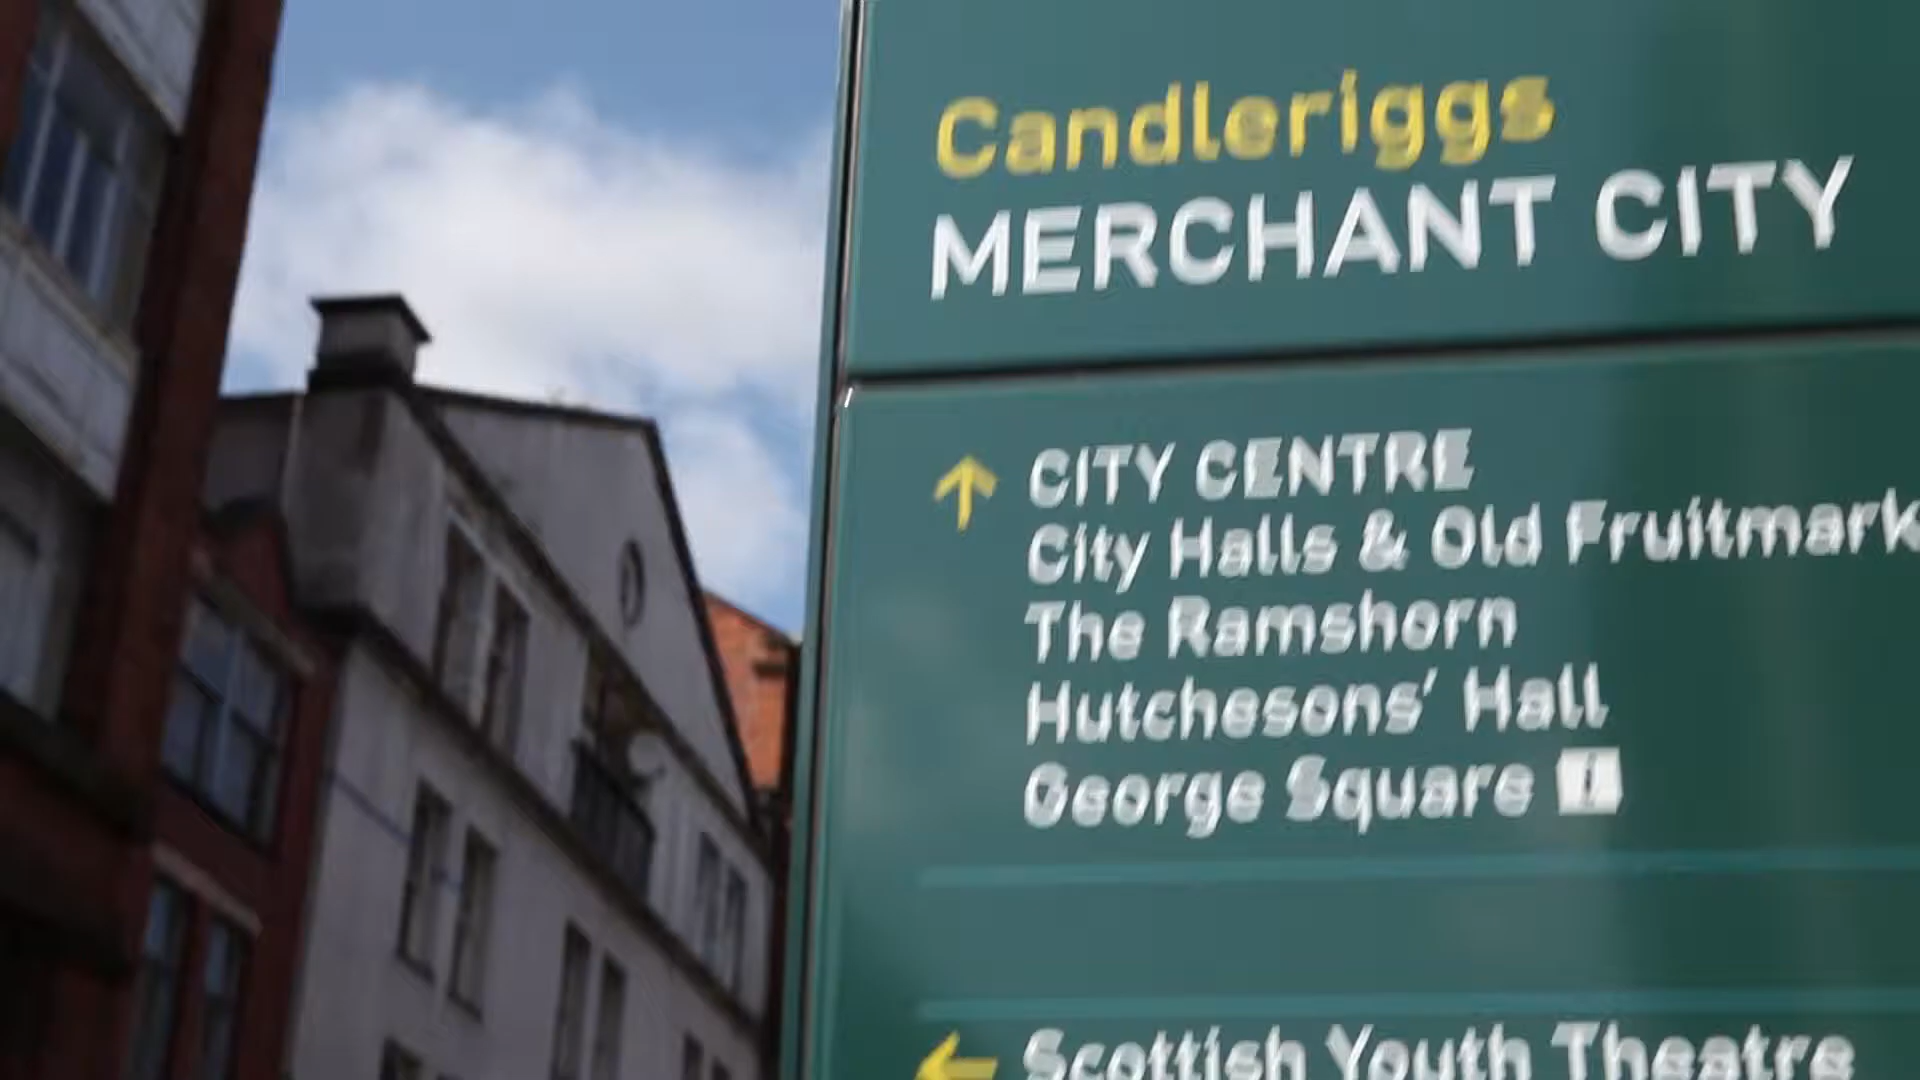 Candleriggs
MERCHANT CITY
CITY CENTRE
City Halls & Old Fruitmark
The Ramshorn
Hutchesons' Hall
George Square i
Scottish Youth Theatre